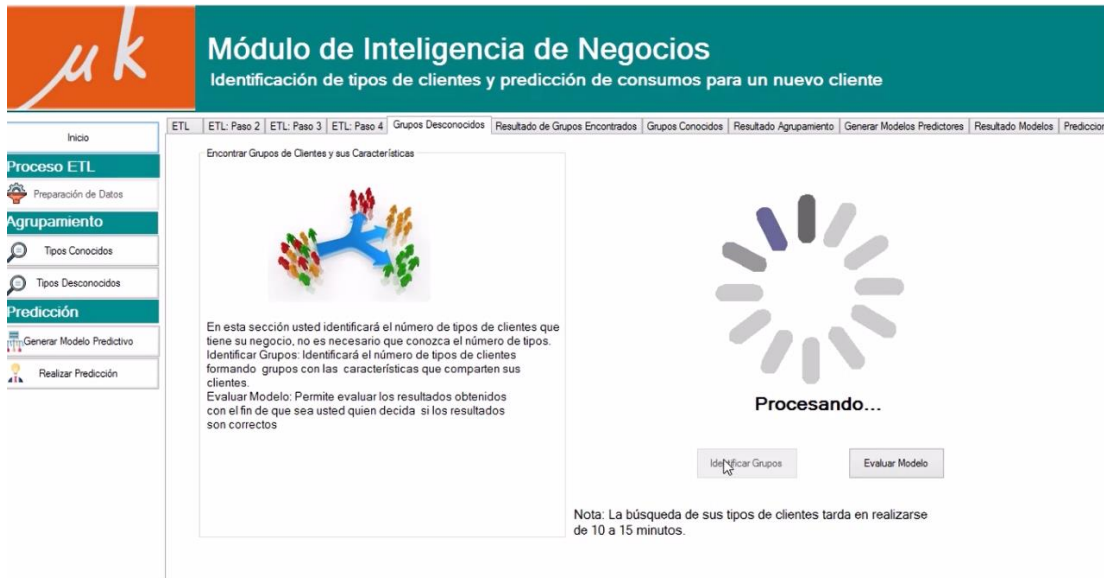 μk
Módulo de Inteligencia de Negocios
Identificación de tipos de clientes y predicción de consumos para un nuevo cliente
Inicio
Proceso ETL
Preparación de Datos
Agrupamiento
Tipos Conocidos
Tipos Desconocidos
Predicción
Generar Modelo Predictivo
Realizar Predicción
ETL ETL: Paso 2 ETL: Paso 3 ETL: Paso 4 Grupos Desconocidos Resultado de Grupos Encontrados Grupos Conocidos Resultado Agrupamiento Generar Modelos Predictores Resultado Modelos Prediccion
Encontrar Grupos de Clientes y sus Características
En esta sección usted identificará el número de tipos de clientes que
tiene su negocio, no es necesario que conozca el número de tipos.
Identificar Grupos: Identificará el número de tipos de clientes
formando grupos con las características que comparten sus
clientes.
Evaluar Modelo: Permite evaluar los resultados obtenidos
con el fin de que sea usted quien decida si los resultados
son correctos
Procesando...
Identificar Grupos
Evaluar Modelo
Nota: La búsqueda de sus tipos de clientes tarda en realizarse
de 10 a 15 minutos.